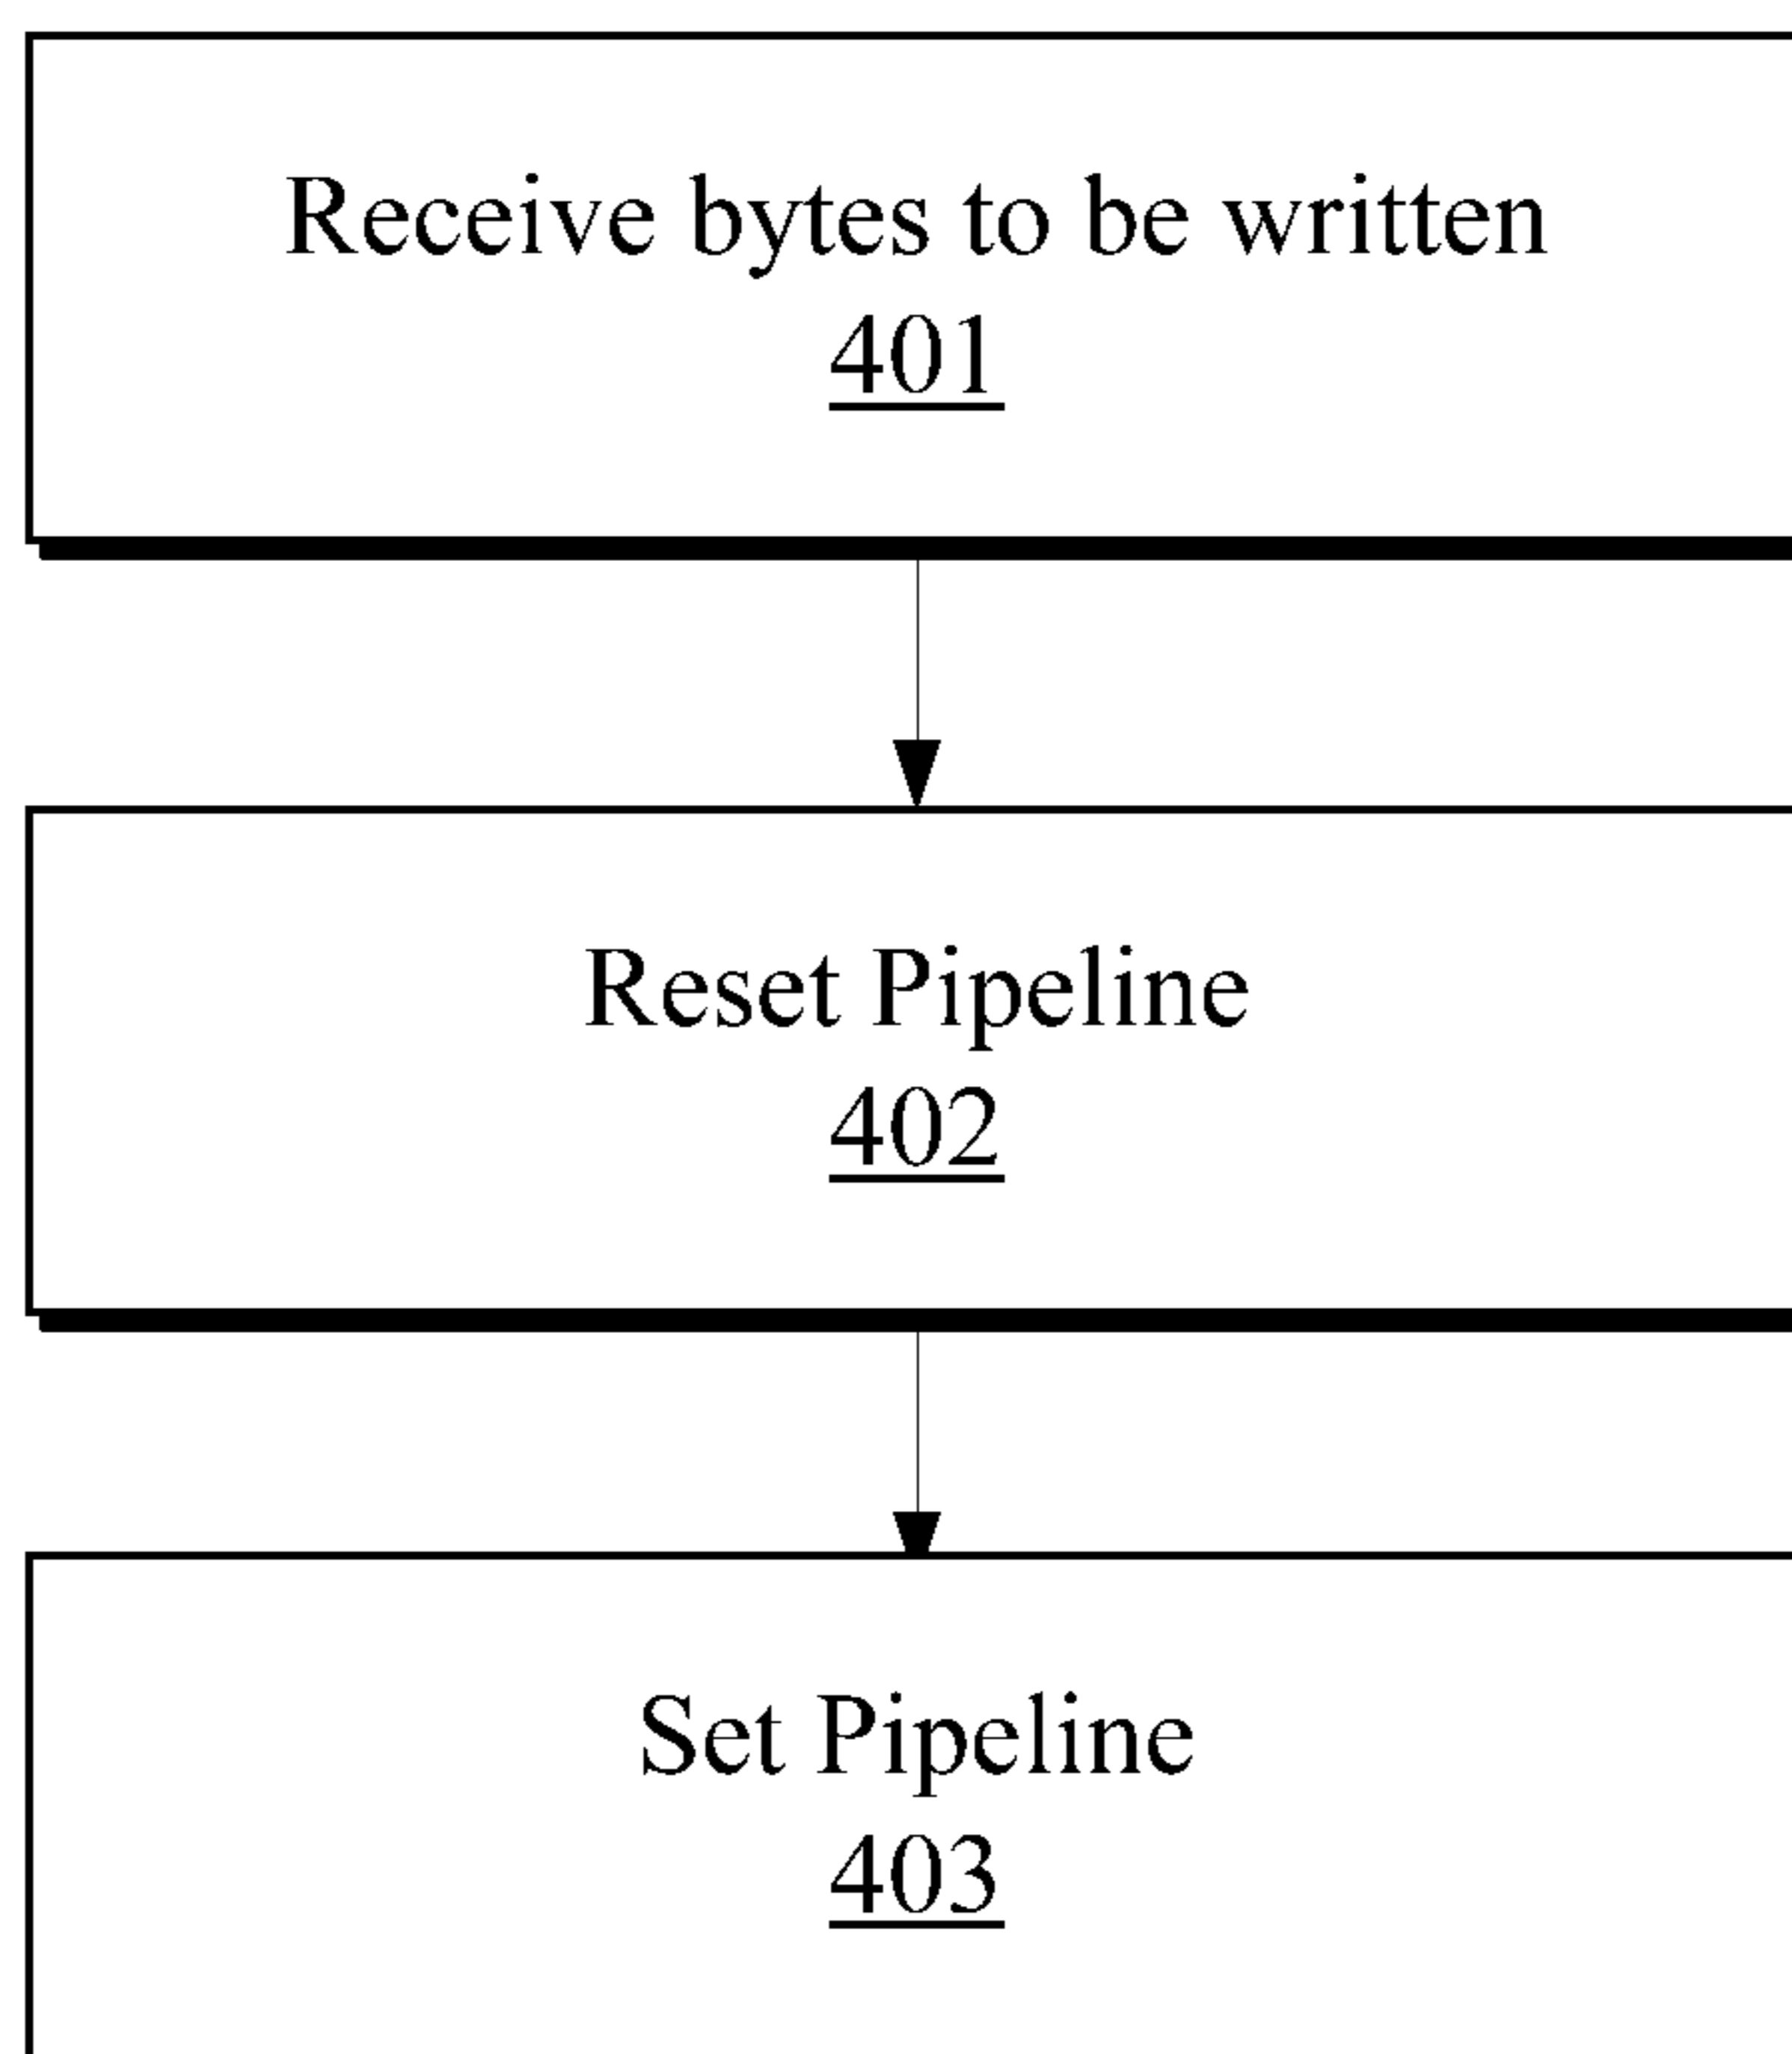 Receive bytes to be written
401
Reset Pipeline
402
Set Pipeline
403